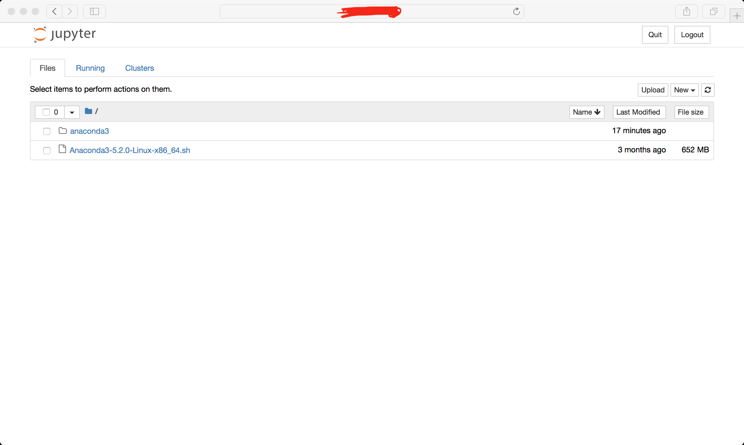 jupyter
Quit
Logout
Files
Running
Clusters
Select items to perform actions on them.
Upload
New
0
/
Name
Last Modified
File size
anaconda3
17 minutes ago
Anaconda3-5.2.0-Linux-x86_64.sh
3 months ago
652 MB